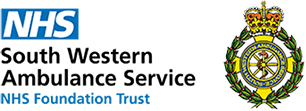 NHS
South Western
Ambulance Service
NHS Foundation Trust